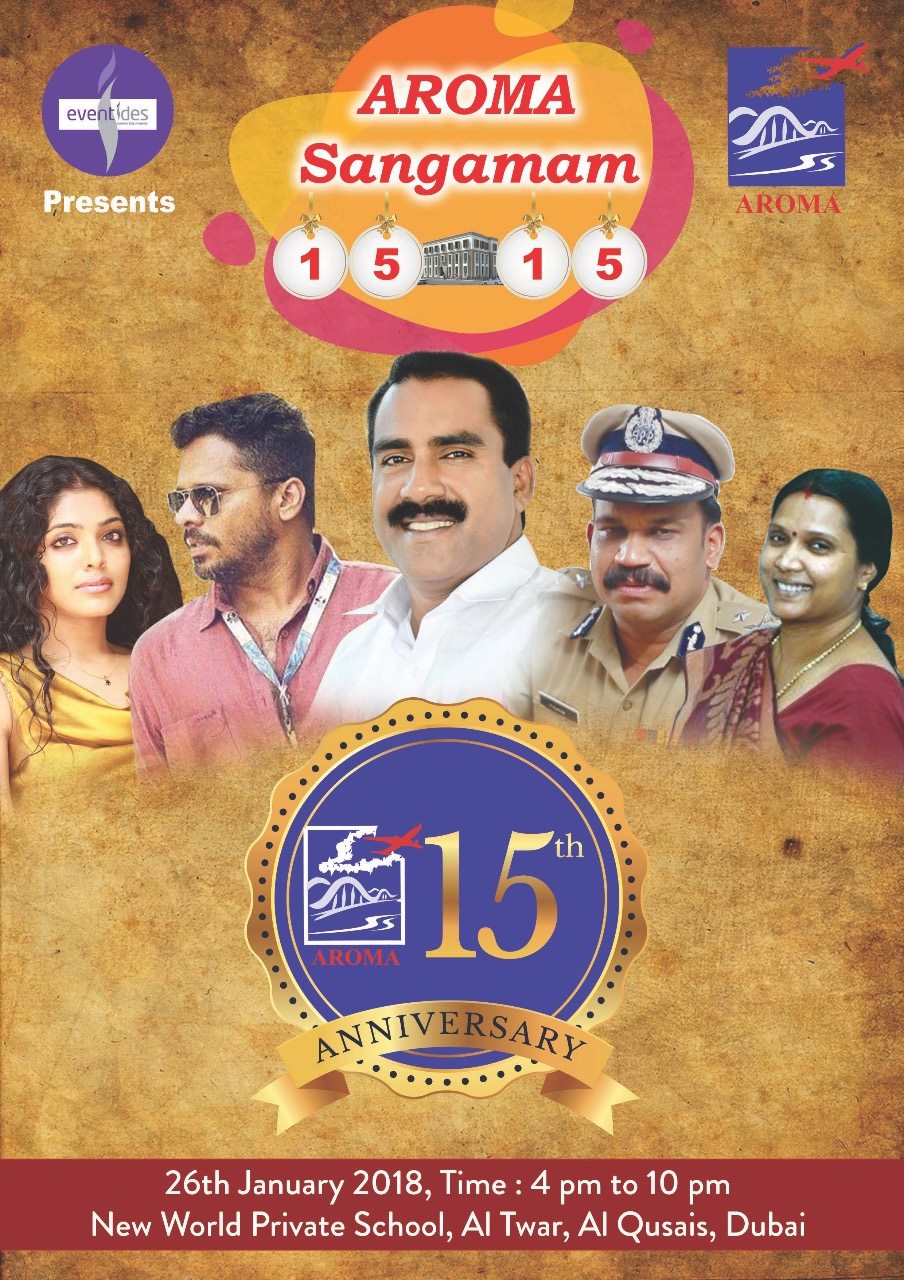 eventides
Presents
AROMA
Sangamam
1 5 1 5
AROMA
AROMA
15th
ANNIVERSARY
26th January 2018, Time : 4 pm to 10 pm
New World Private School, Al Twar, Al Qusais, Dubai